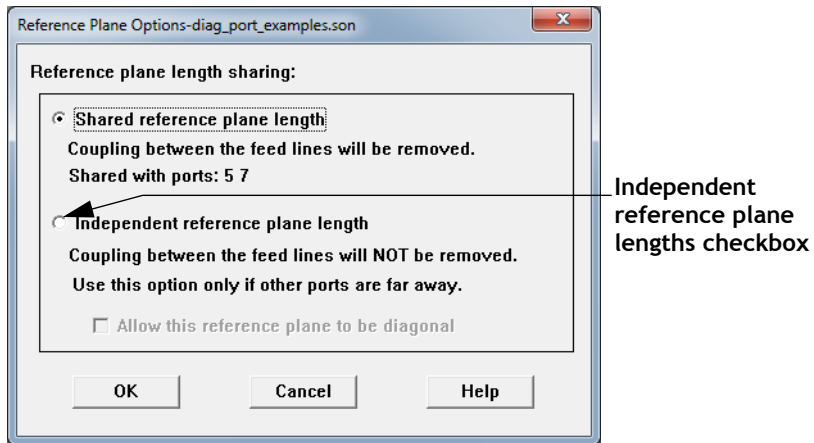 Reference Plane Options-diag_port_examples.son
Reference plane length sharing:
Shared reference plane length
Coupling between the feed lines will be removed.
Shared with ports: 5 7
Independent reference plane length
Coupling between the feed lines will NOT be removed.
Use this option only if other ports are far away.
Allow this reference plane to be diagonal
OK
Cancel
Help
Independent
reference plane
lengths checkbox